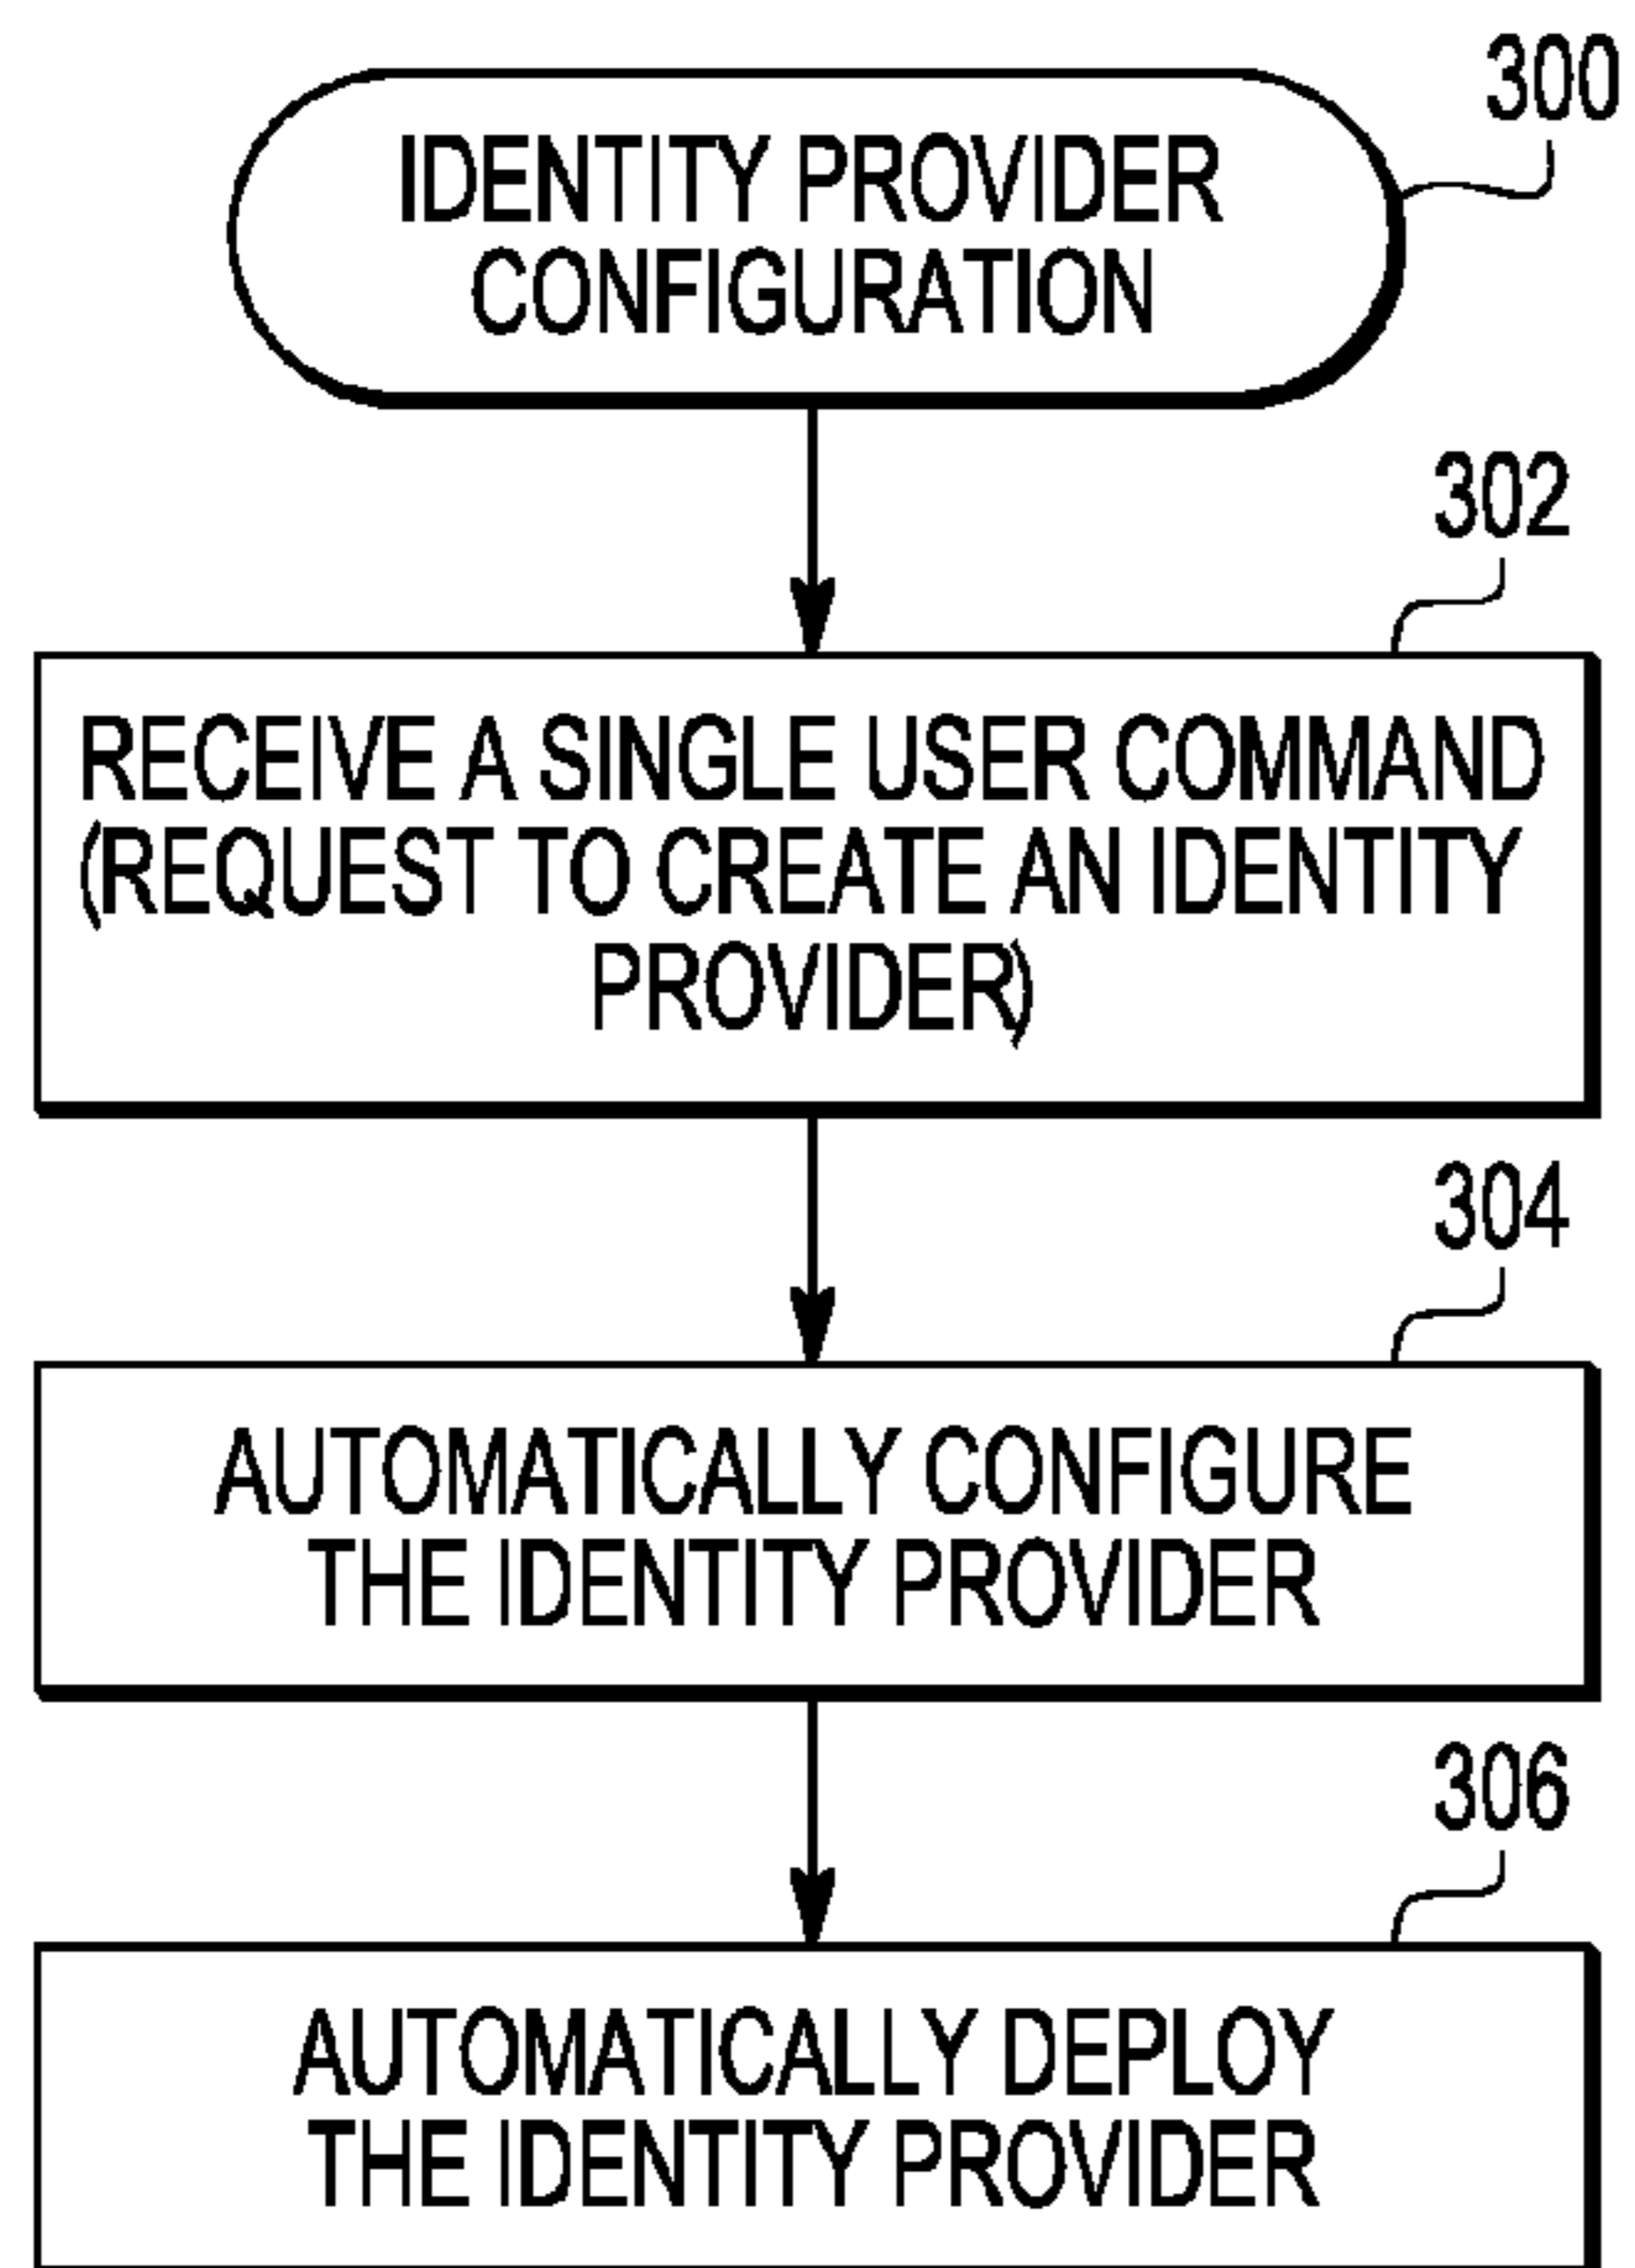 300
IDENTITY PROVIDER
CONFIGURATION
302
RECEIVE A SINGLE USER COMMAND
(REQUEST TO CREATE AN IDENTITY
PROVIDER)
304
AUTOMATICALLY CONFIGURE
THE IDENTITY PROVIDER
306
AUTOMATICALLY DEPLOY
THE IDENTITY PROVIDER